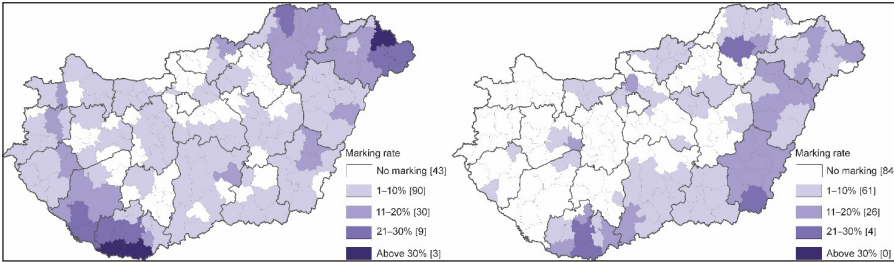 Marking rate
No marking [43]
1–10% [90]
11–20% [30]
21–30% [9]
Above 30% [3]
Marking rate
No marking [84
1–10% [61]
11–20% [26]
21–30% [4]
Above 30% [0]